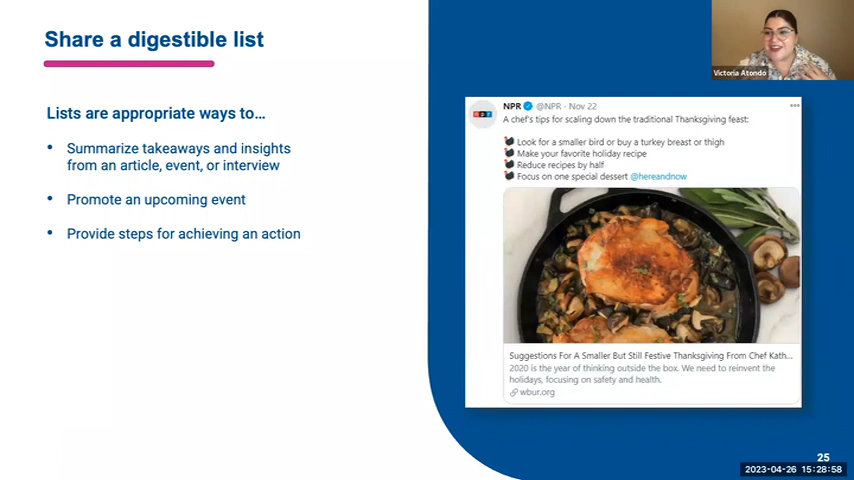 Share a digestible list
Lists are appropriate ways to…
• Summarize takeaways and insights
from an article, event, or interview
• Promote an upcoming event
• Provide steps for achieving an action
Victoria Atondo
npr
NPR @NPR · Nov 22
A chef's tips for scaling down the traditional Thanksgiving feast:
Look for a smaller bird or buy a turkey breast or thigh
Make your favorite holiday recipe
Reduce recipes by half
Focus on one special dessert @hereandnow
Suggestions For A Smaller But Still Festive Thanksgiving From Chef Kath...
2020 is the year of thinking outside the box. We need to reinvent the
holidays, focusing on safety and health.
wbur.org
25
2023-04-26 15:28:58